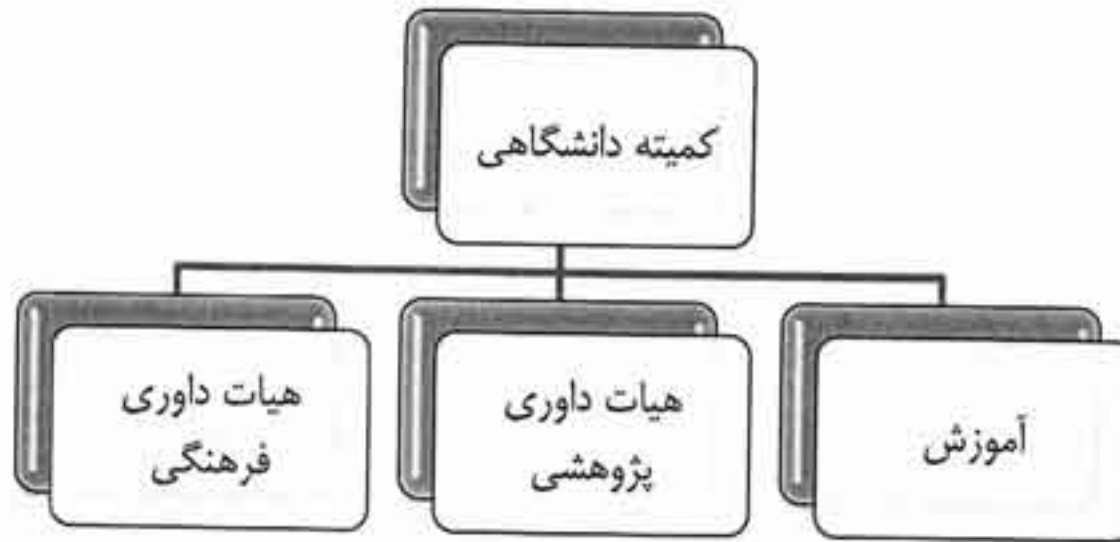 کمیته دانشگاهی
آموزش
هیات داوری
پژوهشی
هیات داوری
فرهنگی